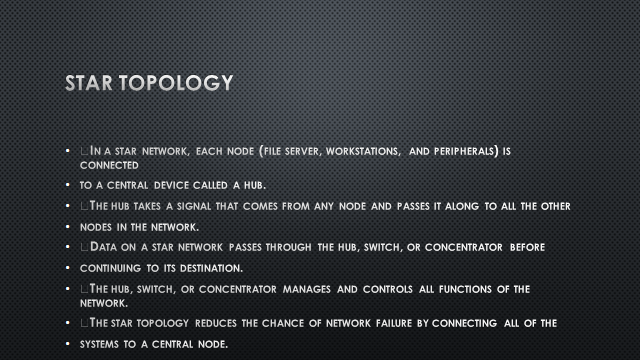 STAR TOPOLOGY
• □IN A STAR NETWORK, EACH NODE (FILE SERVER, WORKSTATIONS, AND PERIPHERALS) IS
CONNECTED
• TO A CENTRAL DEVICE CALLED A HUB.
• □THE HUB TAKES A SIGNAL THAT COMES FROM ANY NODE AND PASSES IT ALONG TO ALL THE OTHER
• NODES IN THE NETWORK.
• □DATA ON A STAR NETWORK PASSES THROUGH THE HUB, SWITCH, OR CONCENTRATOR BEFORE
• CONTINUING TO ITS DESTINATION.
• □THE HUB, SWITCH, OR CONCENTRATOR MANAGES AND CONTROLS ALL FUNCTIONS OF THE
NETWORK.
• □THE STAR TOPOLOGY REDUCES THE CHANCE OF NETWORK FAILURE BY CONNECTING ALL OF THE
• SYSTEMS TO A CENTRAL NODE.